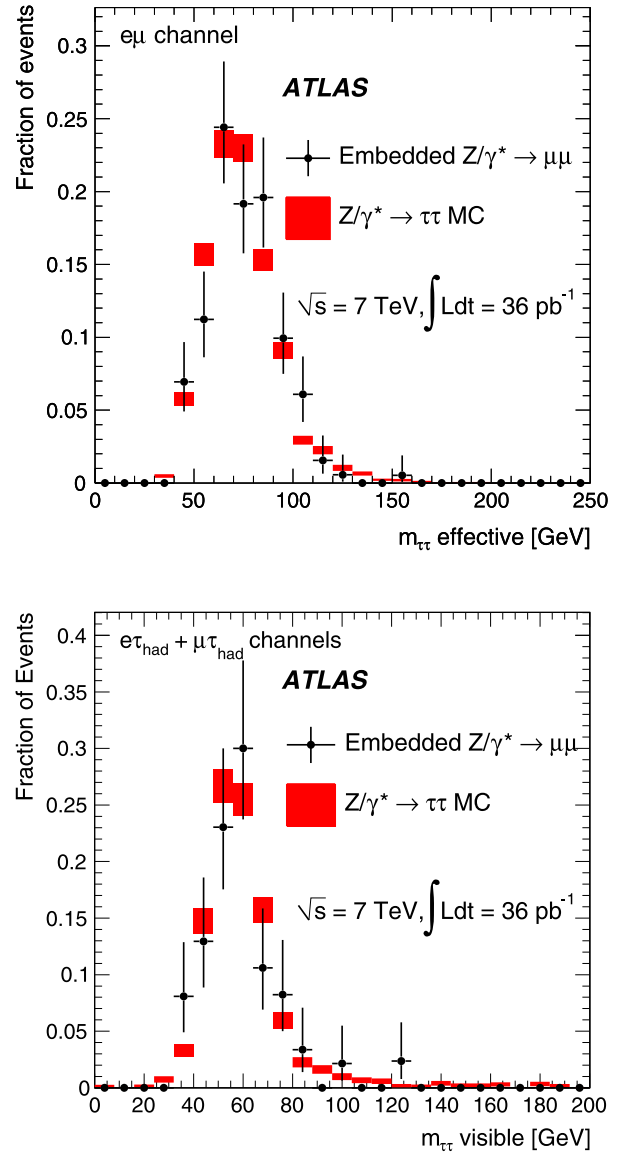 eμ channel
ATLAS
Embedded Z/γ* → μμ
Z/γ* → ττ MC
√s = 7 TeV, ∫Ldt = 36 pb⁻¹
Fraction of events
0.3
0.25
0.2
0.15
0.1
0.05
0
0 50 100 150 200 250
m_ττ effective [GeV]
eτ_had + μτ_had channels
ATLAS
Embedded Z/γ* → μμ
Z/γ* → ττ MC
√s = 7 TeV, ∫Ldt = 36 pb⁻¹
Fraction of Events
0.4
0.35
0.3
0.25
0.2
0.15
0.1
0.05
0
0 20 40 60 80 100 120 140 160 180 200
m_ττ visible [GeV]